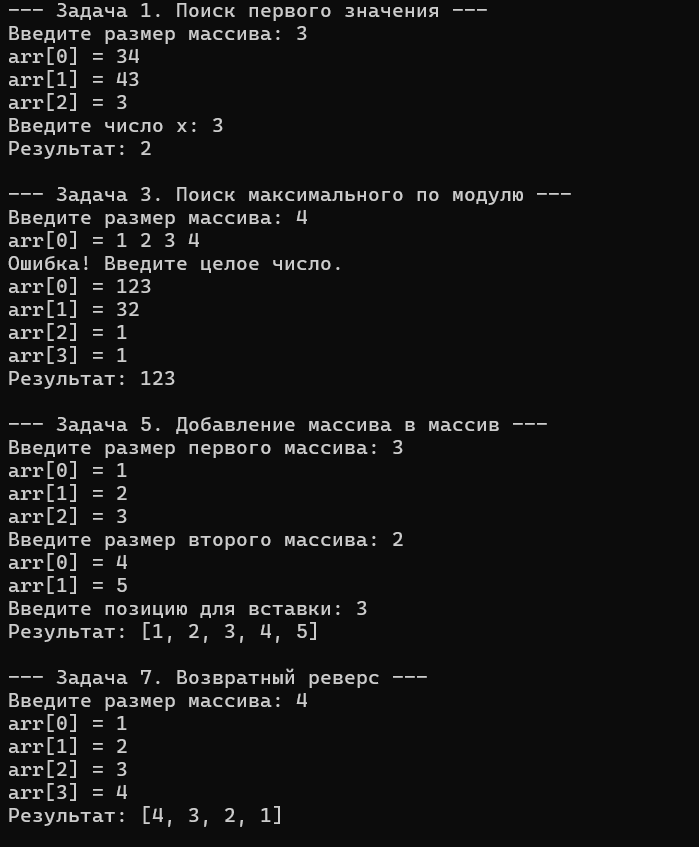 --- Задача 1. Поиск первого значения ---
Введите размер массива: 3
arr[0] = 34
arr[1] = 43
arr[2] = 3
Введите число x: 3
Результат: 2

--- Задача 3. Поиск максимального по модулю ---
Введите размер массива: 4
arr[0] = 1 2 3 4
Ошибка! Введите целое число.
arr[0] = 123
arr[1] = 32
arr[2] = 1
arr[3] = 1
Результат: 123

--- Задача 5. Добавление массива в массив ---
Введите размер первого массива: 3
arr[0] = 1
arr[1] = 2
arr[2] = 3
Введите размер второго массива: 2
arr[0] = 4
arr[1] = 5
Введите позицию для вставки: 3
Результат: [1, 2, 3, 4, 5]

--- Задача 7. Возвратный реверс ---
Введите размер массива: 4
arr[0] = 1
arr[1] = 2
arr[2] = 3
arr[3] = 4
Результат: [4, 3, 2, 1]